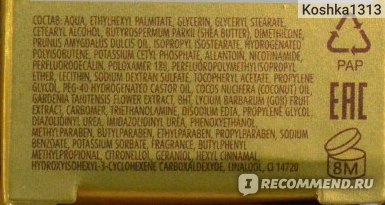 Koshka1313
СОСТАВ: AQUA, ETHYLHEXYL PALMITATE, GLYCERIN, GLYCERYL STEARATE,
CETEARYL ALCOHOL, BUTYROSPERMUM PARKII (SHEA BUTTER), DIMETHICONE,
PRUNUS AMYGDALUS DULCIS OIL, ISOPROPYL ISOSTEARATE, HYDROGENATED
POLYISOBUTENE, POTASSIUM CETYL PHOSPHATE, ALLANTOIN, NICOTINAMIDE,
PERFLUORODECALIN, POLOXAMER 188, PERFLUOROPOLYMETHYLISOPROPYL
ETHER, LECITHIN, SODIUM DEXTRAN SULFATE, TOCOPHERYL ACETATE, PROPYLENE
GLYCOL, PEG-40 HYDROGENATED CASTOR OIL, COCOS NUCIFERA (COCONUT) OIL,
GARDENIA TAHITENSIS FLOWER EXTRACT, BHT, LYCIUM BARBARUM (GOJI) FRUIT
EXTRACT, CARBOMER, TRIETHANOLAMINE, DISODIUM EDTA, PROPYLENE GLYCOL,
DIAZOLIDINYL UREA, IMIDAZOLIDINYL UREA, PHENOXYETHANOL,
METHYLPARABEN, BUTYLPARABEN, ETHYLPARABEN, PROPYLPARABEN, SODIUM
BENZOATE, POTASSIUM SORBATE, FRAGRANCE, BUTYLPHENYL
METHYLPROPIONAL, CITRONELLOL, GERANIOL, HEXYL CINNAMAL,
HYDROXYISOHEXYL-3-CYCLOHEXENE CARBOXALDEHYDE, LINALOOL, CI 14720
PAP
EAC
8M
I RECOMMEND.RU